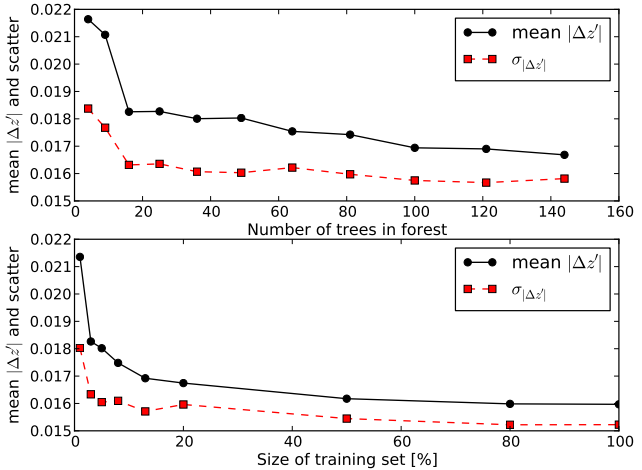 0.022
0.021
0.020
0.019
0.018
0.017
0.016
0.015
mean |Δz′| and scatter
mean |Δz′|
σ|Δz′|
0 20 40 60 80 100 120 140 160
Number of trees in forest
0.022
0.021
0.020
0.019
0.018
0.017
0.016
0.015
mean |Δz′| and scatter
mean |Δz′|
σ|Δz′|
0 20 40 60 80 100
Size of training set [%]